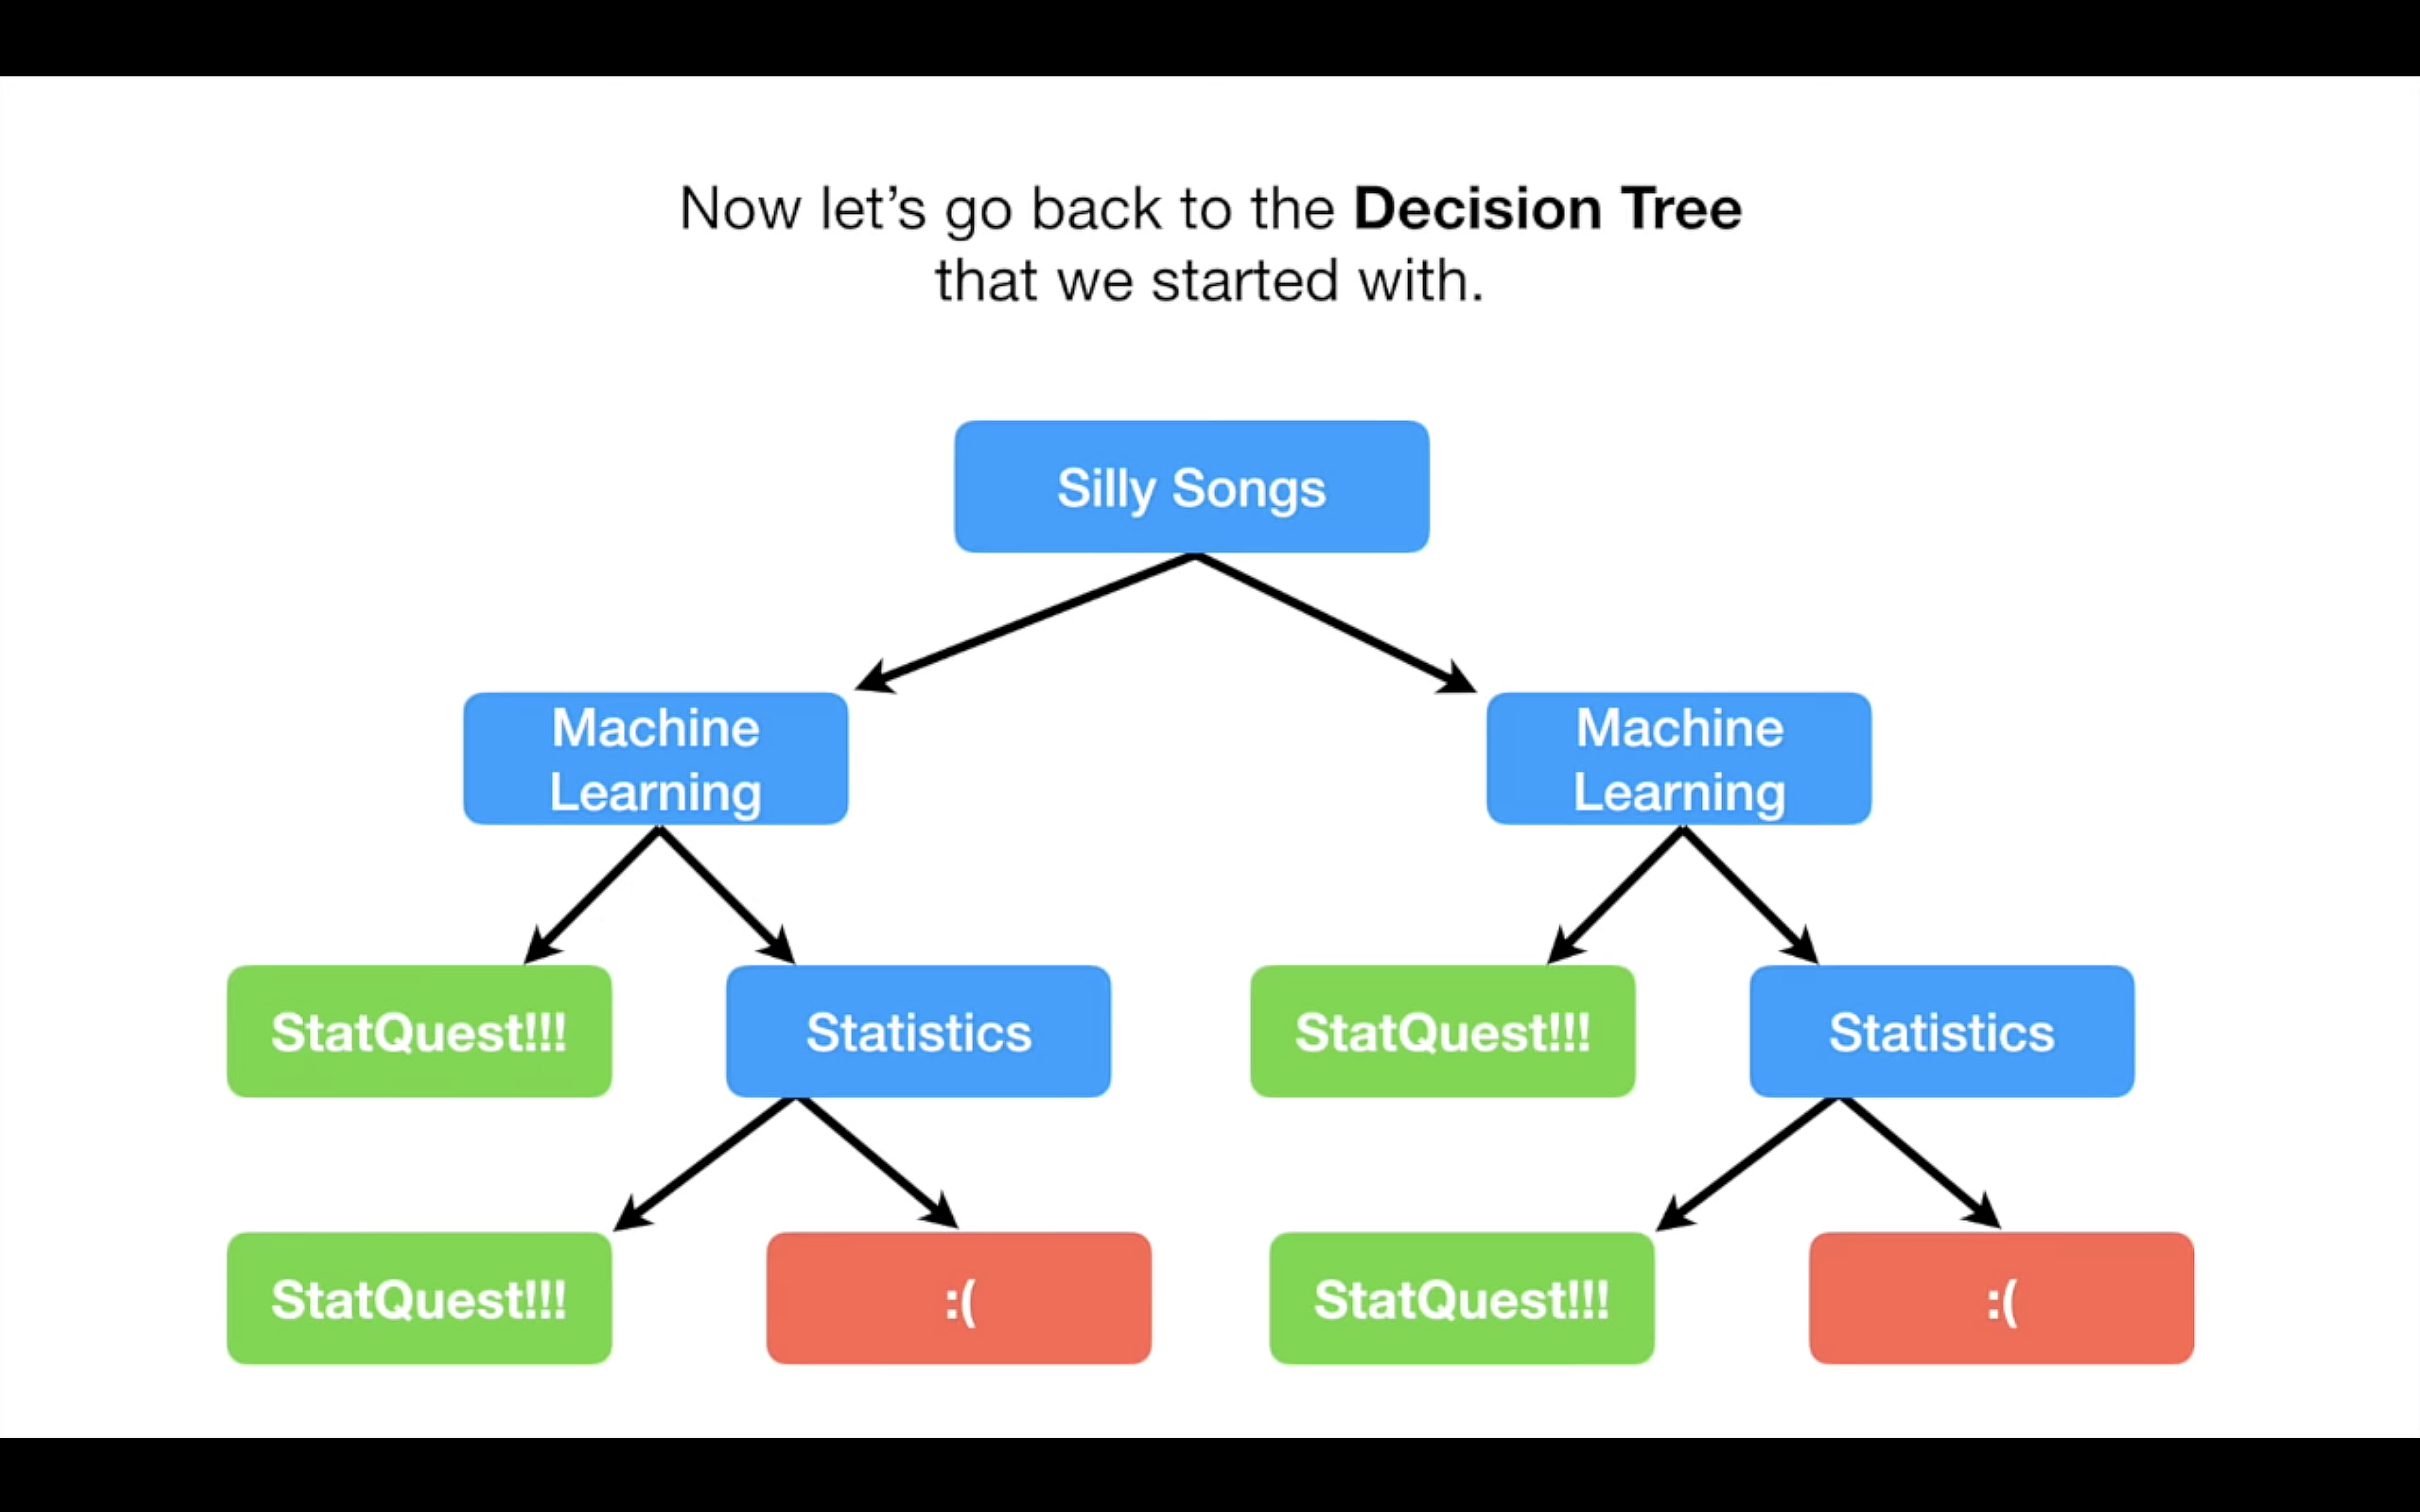 Now let’s go back to the Decision Tree
that we started with.
Silly Songs
Machine
Learning
Machine
Learning
StatQuest!!!
Statistics
StatQuest!!!
Statistics
StatQuest!!!
:(
StatQuest!!!
:(